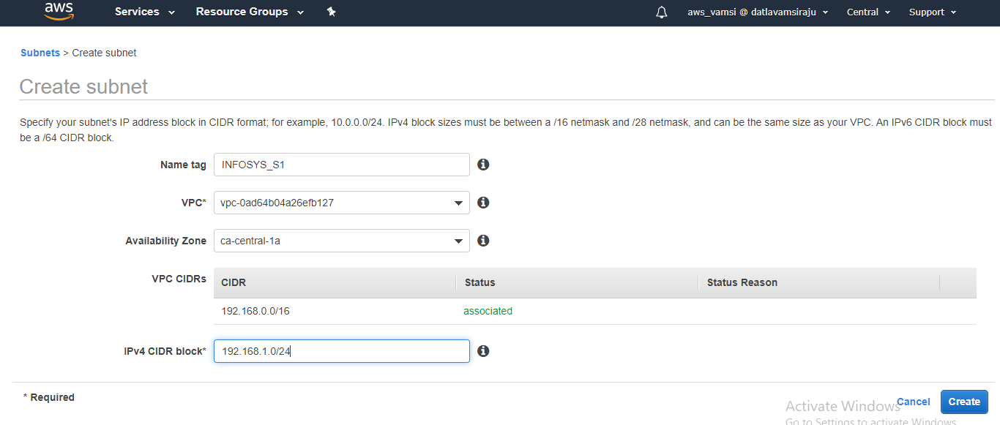 aws Services Resource Groups aws_vamsi @ datlavamsiraju Central Support
Subnets > Create subnet
Create subnet
Specify your subnet's IP address block in CIDR format; for example, 10.0.0.0/24. IPv4 block sizes must be between a /16 netmask and /28 netmask, and can be the same size as your VPC. An IPv6 CIDR block must
be a /64 CIDR block.
Name tag INFOSYS_S1
VPC* vpc-0ad64b04a26efb127
Availability Zone ca-central-1a
VPC CIDRs CIDR Status Status Reason
192.168.0.0/16 associated
IPv4 CIDR block* 192.168.1.0/24
* Required Cancel Create
Activate Windows
Go to Settings to activate Windows.